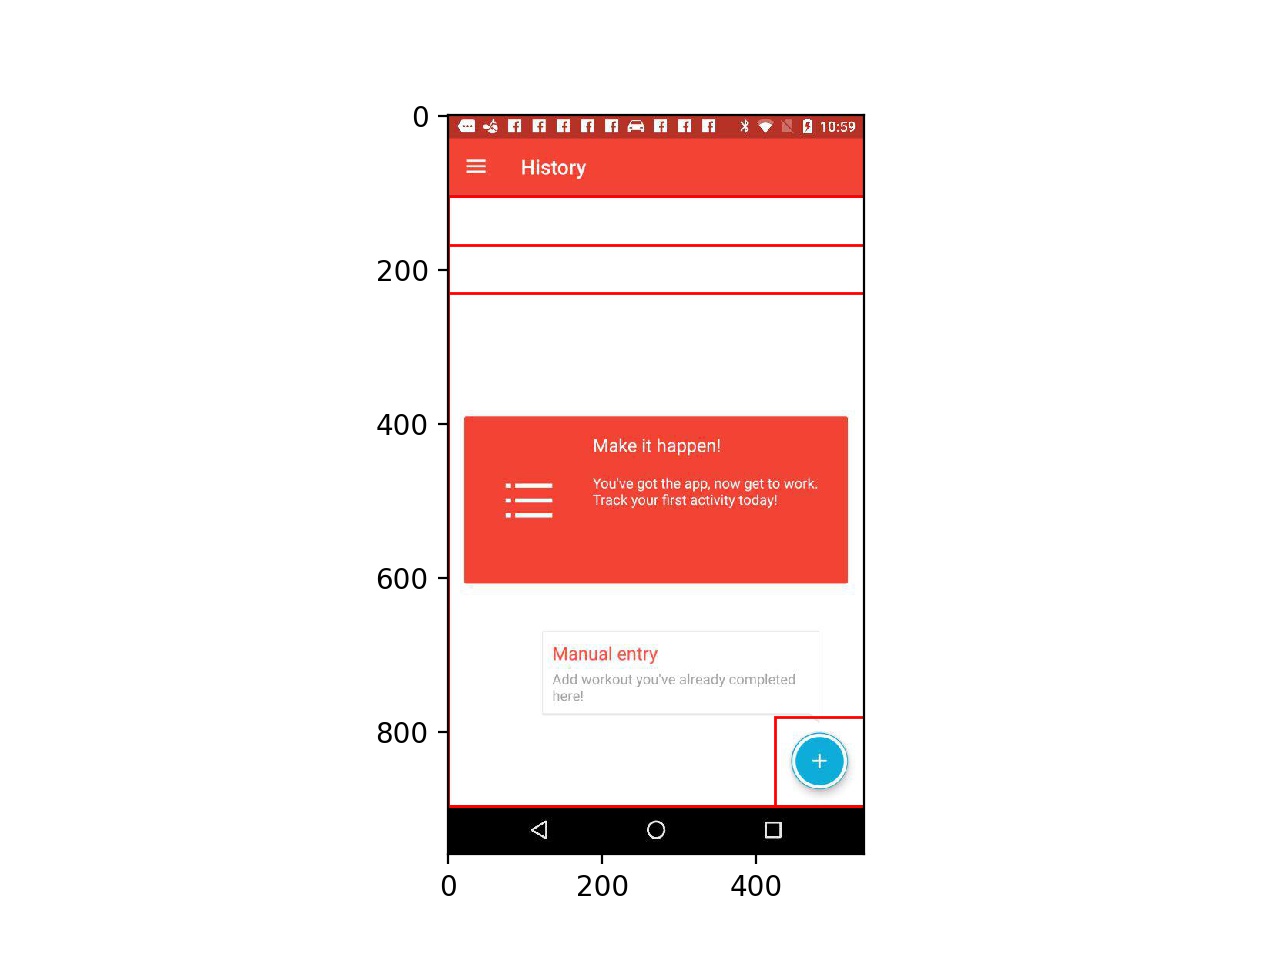 0
10:59
History
200
400
Make it happen!
You've got the app, now get to work.
Track your first activity today!
600
Manual entry
Add workout you've already completed
here!
800
0 200 400